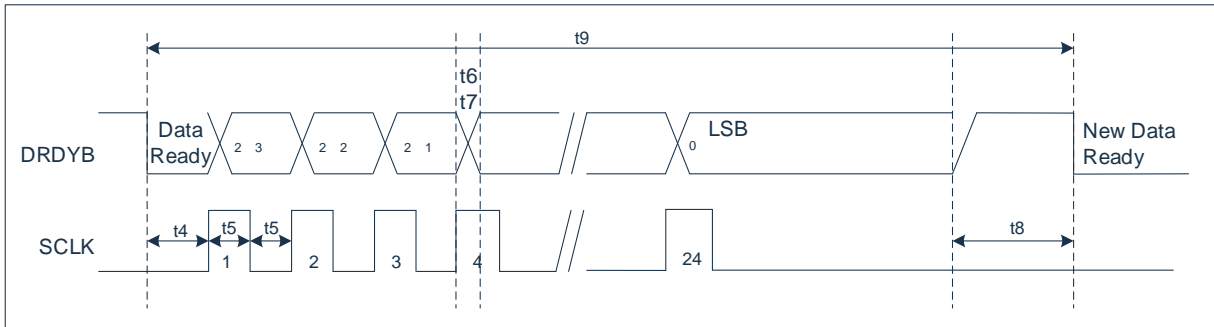 t9
t6
t7
DRDYB
Data
Ready
2 3
2 2
2 1
0
LSB
New Data
Ready
SCLK
t4
t5
t5
t8
1
2
3
4
24